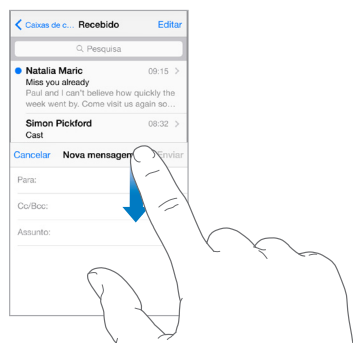 Caixas de c... Recebido Editar
Pesquisa
Natalia Maric 09:15
Miss you already
Paul and I can't believe how quickly the
week went by. Come visit us again so...
Simon Pickford 08:32
Cast
Cancelar Nova mensagem Enviar
Para:
Cc/Bcc:
Assunto: